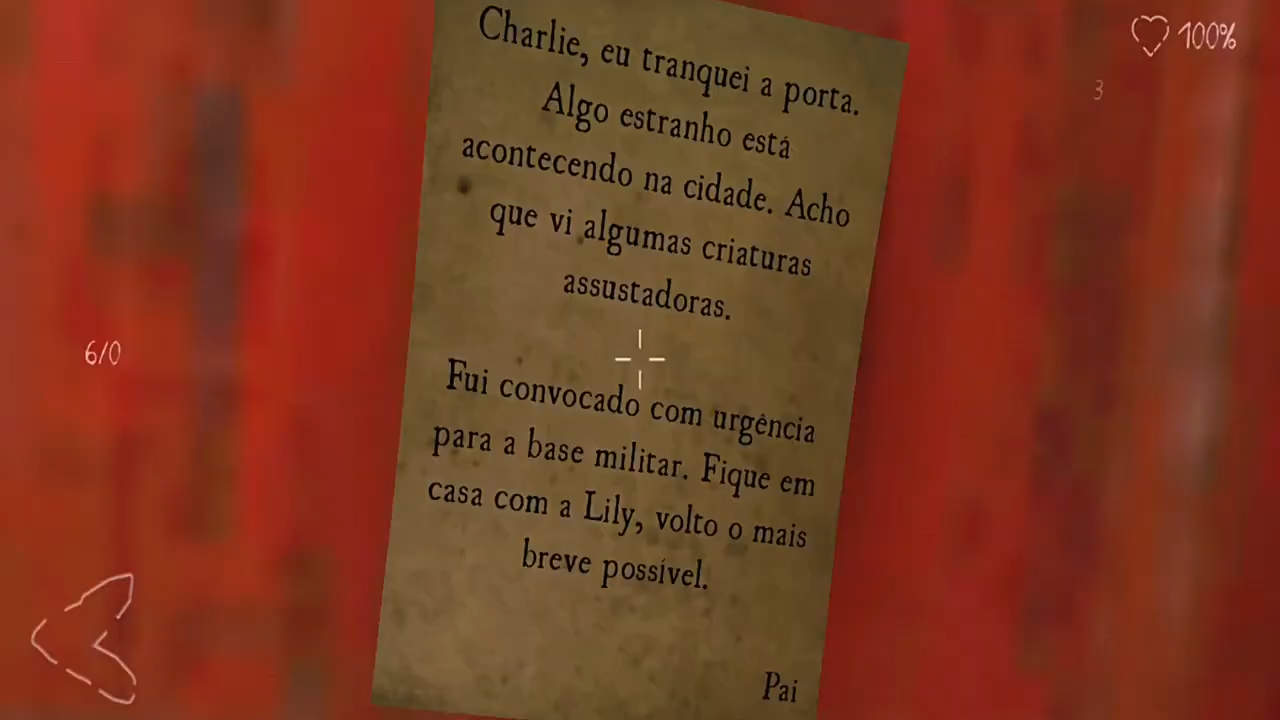 Charlie, eu tranquei a porta.
Algo estranho está
acontecendo na cidade. Acho
que vi algumas criaturas
assustadoras.
Fui convocado com urgência
para a base militar. Fique em
casa com a Lily, volto o mais
breve possível.
Pai
100%
3
6/0